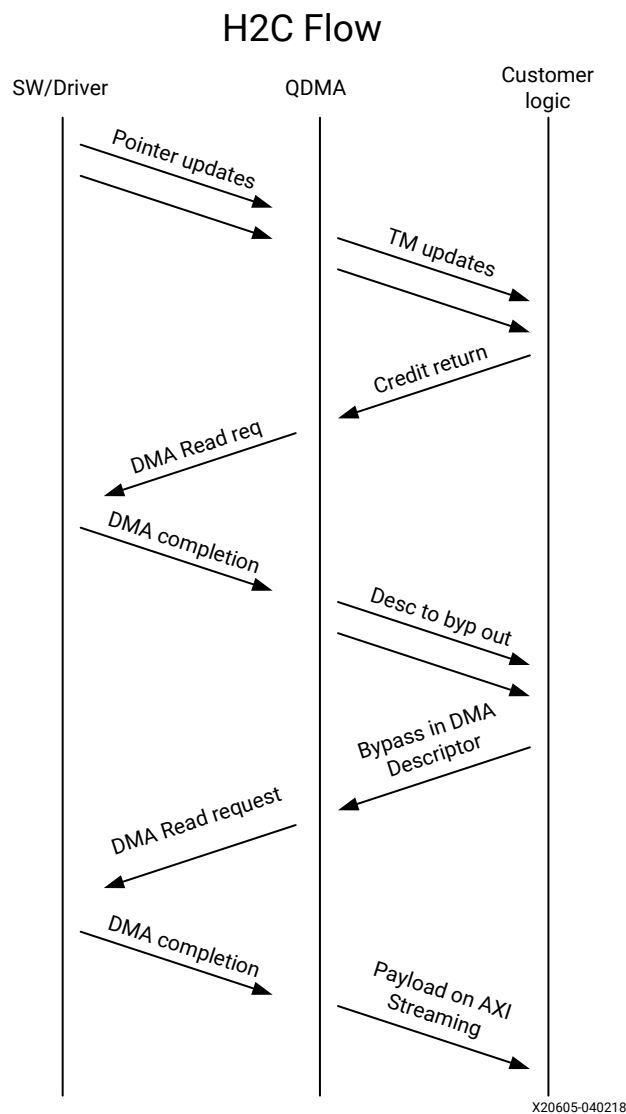 H2C Flow
SW/Driver
QDMA
Customer
logic
Pointer updates
TM updates
Credit return
DMA Read req
DMA completion
Desc to byp out
Bypass in DMA
Descriptor
DMA Read request
DMA completion
Payload on AXI
Streaming
X20605-040218